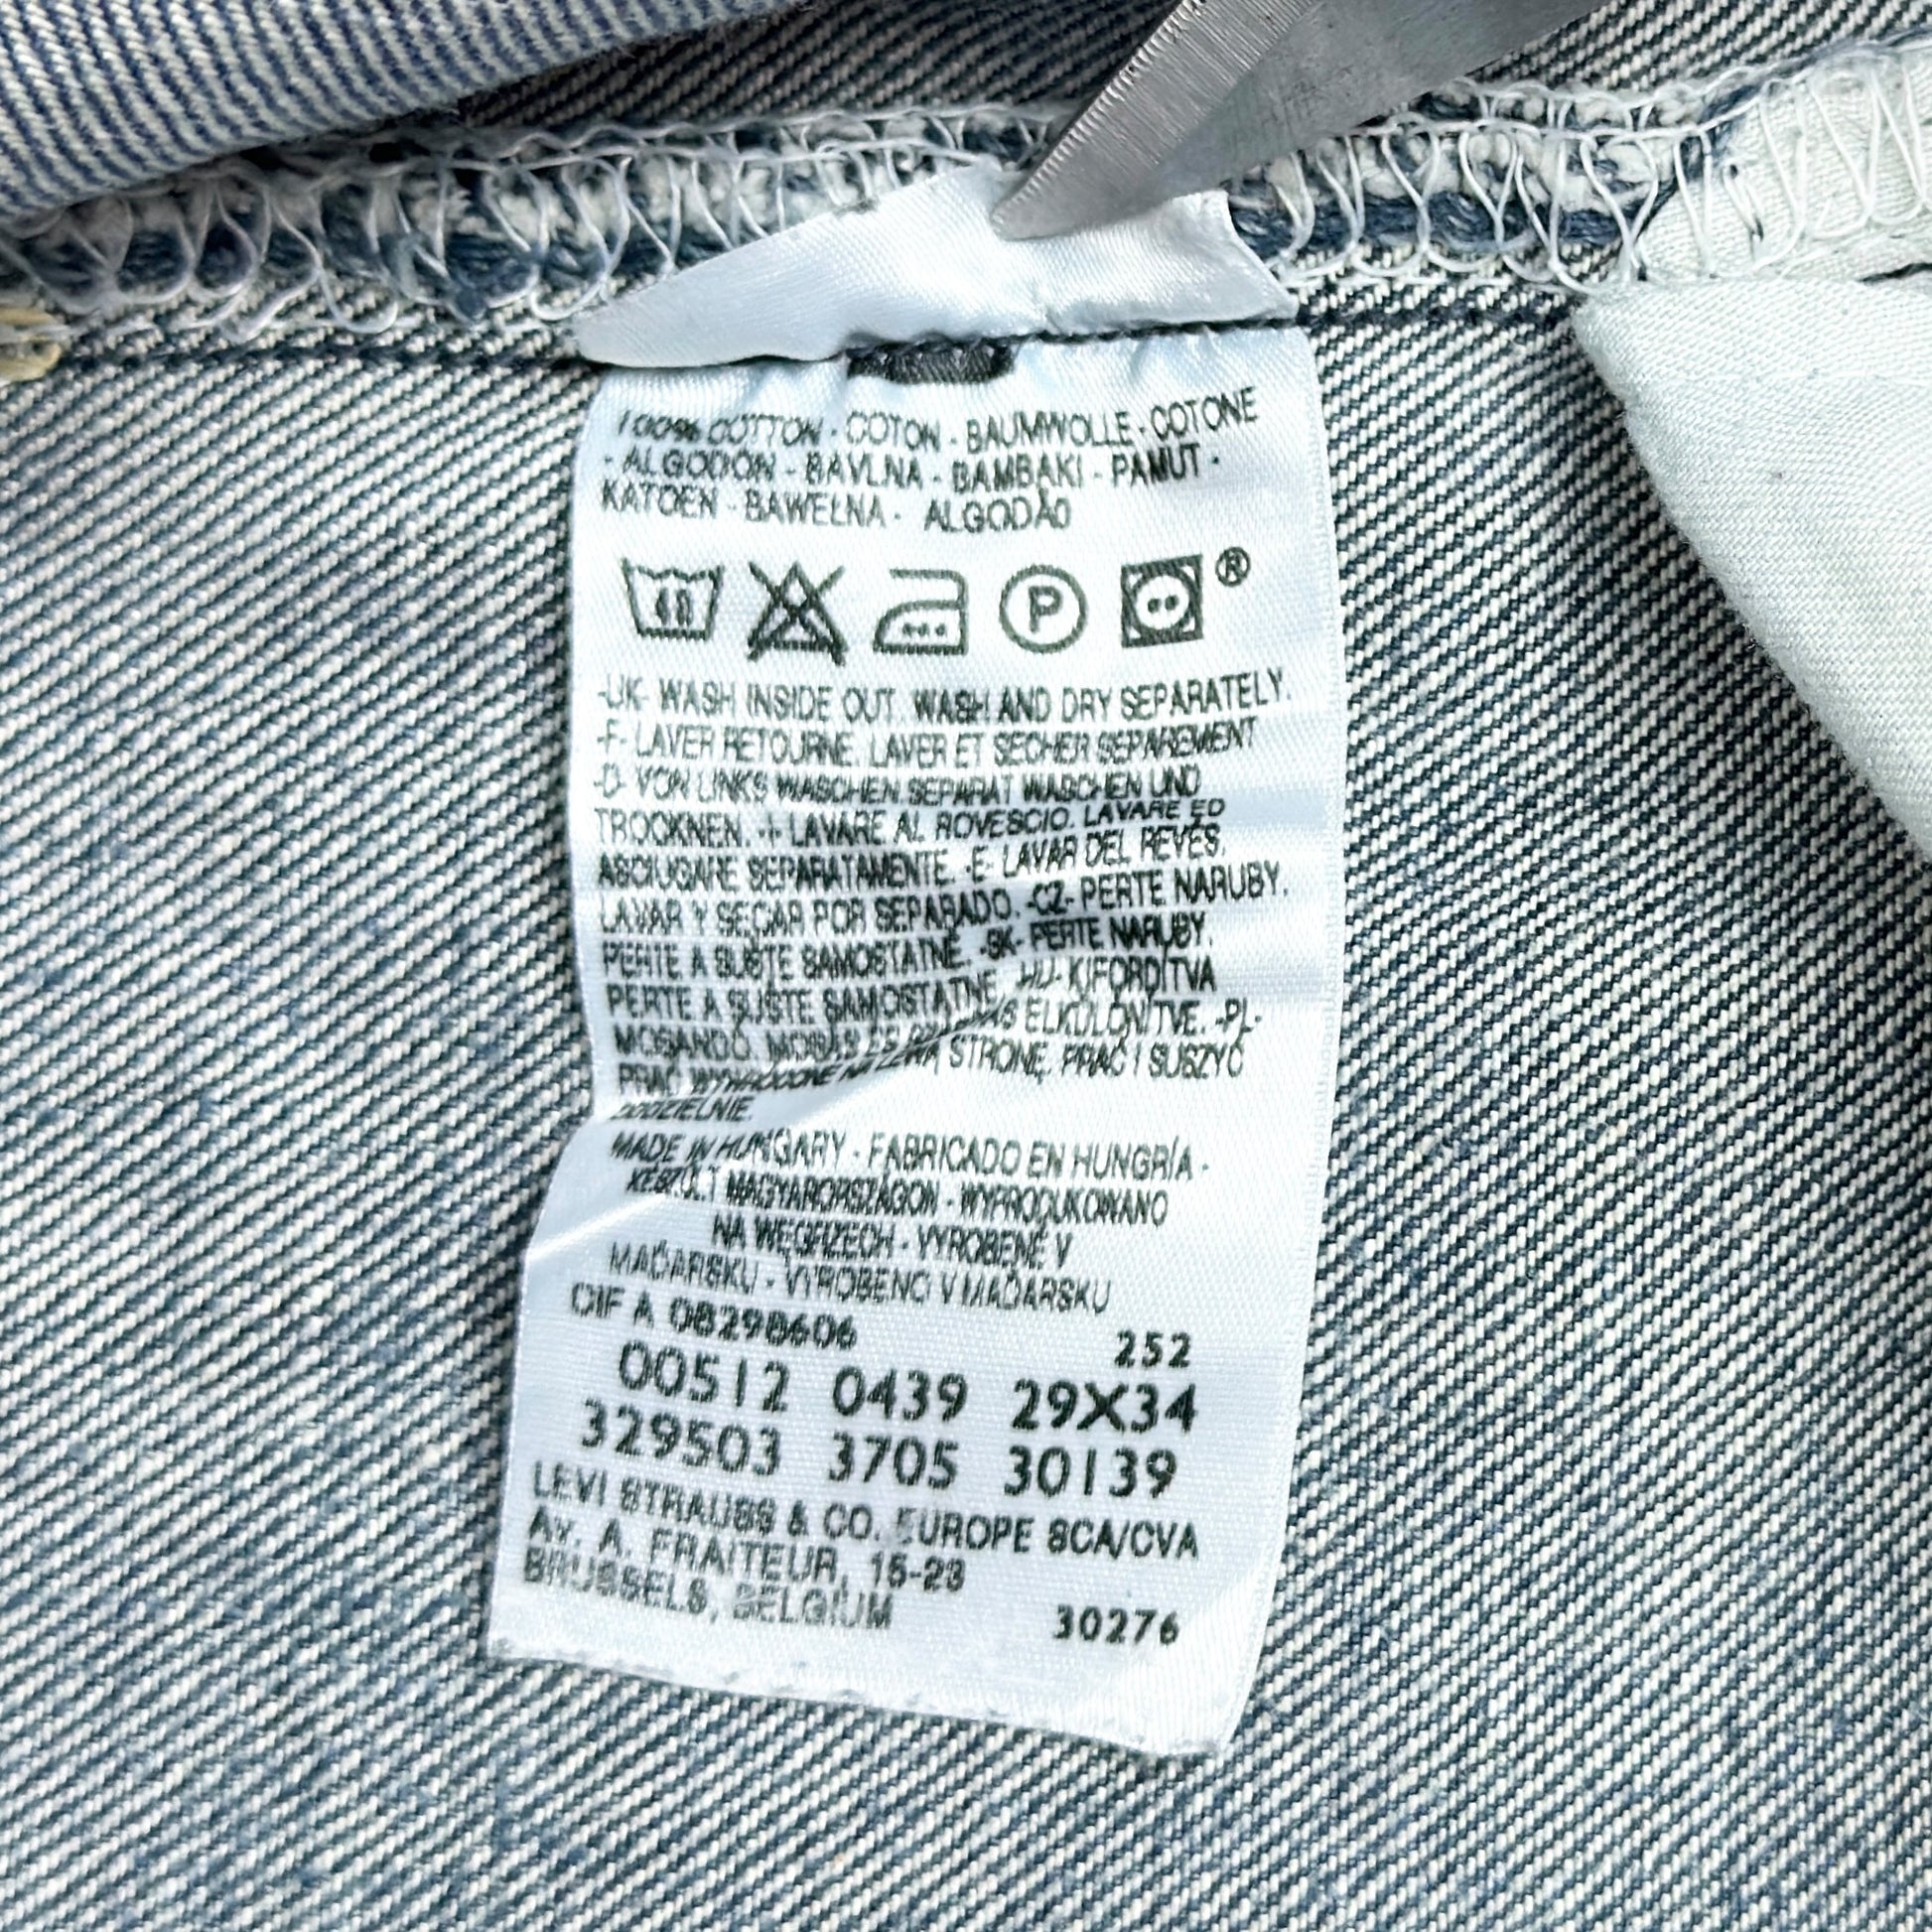 100% COTTON - COTON - BAUMWOLLE - COTONE
- ALGODÓN - BAVLNA - BAMBAKI - PAMUT -
KATOEN - BAWEŁNA - ALGODÃO
40 P ®
-UK- WASH INSIDE OUT. WASH AND DRY SEPARATELY.
-F- LAVER RETOURNE. LAVER ET SECHER SEPAREMENT
-D- VON LINKS WASCHEN. SEPARAT WASCHEN UND
TROCKNEN. -I- LAVARE AL ROVESCIO. LAVARE ED
ASCIUGARE SEPARATAMENTE. -E- LAVAR DEL REVÉS.
LAVAR Y SECAR POR SEPARADO. -CZ- PERTE NARUBY.
PERTE A SUŠTE SAMOSTATNĚ. -SK- PERTE NARUBY.
PERTE A SUŠTE SAMOSTATNE -HU- KIFORDÍTVA
MOSANDÓ. MOSÁS ELKÜLÖNÍTVE. -PL-
PRAĆ WYWRÓCONE NA LEWĄ STRONĘ, PRAĆ I SUSZYĆ
ODDZIELNIE.
MADE IN HUNGARY - FABRICADO EN HUNGRÍA -
KÉSZÜLT MAGYARORSZÁGON - WYPRODUKOWANO
NA WĘGRZECH - VYROBENÉ V
MAĎARSKU - VYROBENO V MAĎARSKU
CIF A 08298606
252
00512 0439 29X34
329503 3705 30139
LEVI STRAUSS & CO. EUROPE SCA/CVA
AV. A. FRAITEUR, 15-23
BRUSSELS, BELGIUM
30276